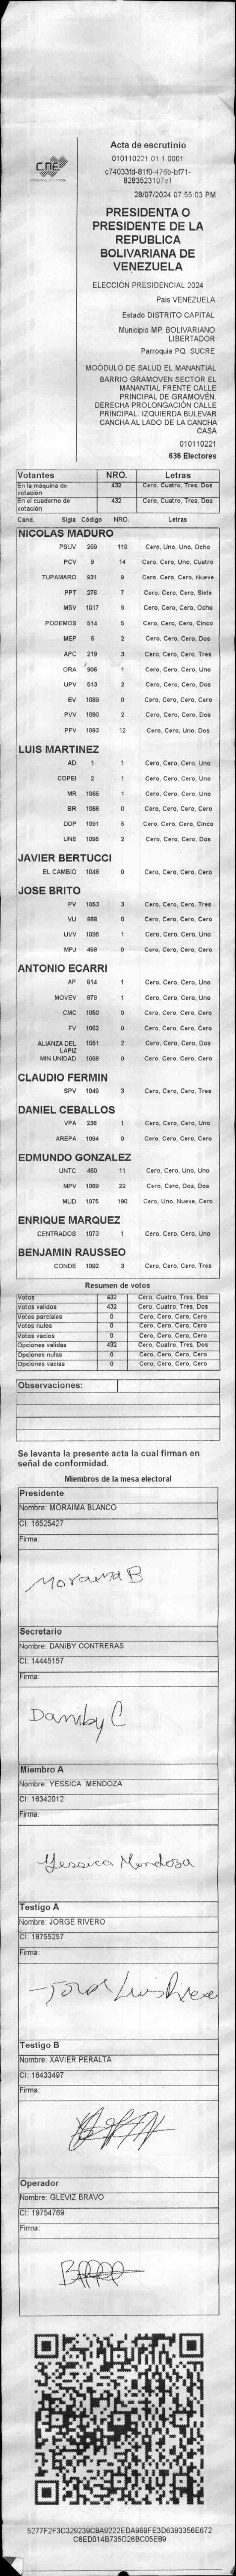 CNE
Acta de escrutinio
010110221.01.1.0001
c74033fd-81f0-476b-bf71-
8283523107e1
28/07/2024 07:55:03 PM
PRESIDENTA O
PRESIDENTE DE LA
REPUBLICA
BOLIVARIANA DE
VENEZUELA
ELECCIÓN PRESIDENCIAL 2024
País VENEZUELA
Estado DISTRITO CAPITAL
Municipio MP. BOLIVARIANO
LIBERTADOR
Parroquia PQ. SUCRE
MOÓDULO DE SALUD EL MANANTIAL
BARRIO GRAMOVEN SECTOR EL
MANANTIAL FRENTE CALLE
PRINCIPAL DE GRAMOVÉN.
DERECHA PROLONGACIÓN CALLE
PRINCIPAL. IZQUIERDA BULEVAR
CANCHA AL LADO DE LA CANCHA
CASA
010110221
636 Electores
Votantes NRO. Letras
En la máquina de votación 432 Cero, Cuatro, Tres, Dos
En el cuaderno de votación 432 Cero, Cuatro, Tres, Dos
Cand. Sigla Código NRO. Letras
NICOLAS MADURO
PSUV 269 118 Cero, Uno, Uno, Ocho
PCV 9 14 Cero, Cero, Uno, Cuatro
TUPAMARO 931 9 Cero, Cero, Cero, Nueve
PPT 276 7 Cero, Cero, Cero, Siete
MSV 1017 8 Cero, Cero, Cero, Ocho
PODEMOS 514 5 Cero, Cero, Cero, Cinco
MEP 6 2 Cero, Cero, Cero, Dos
APC 219 3 Cero, Cero, Cero, Tres
ORA 906 1 Cero, Cero, Cero, Uno
UPV 513 2 Cero, Cero, Cero, Dos
EV 1089 0 Cero, Cero, Cero, Cero
PVV 1090 2 Cero, Cero, Cero, Dos
PFV 1093 12 Cero, Cero, Uno, Dos
LUIS MARTINEZ
AD 1 1 Cero, Cero, Cero, Uno
COPEI 2 1 Cero, Cero, Cero, Uno
MR 1065 1 Cero, Cero, Cero, Uno
BR 1066 0 Cero, Cero, Cero, Cero
DDP 1091 5 Cero, Cero, Cero, Cinco
UNE 1095 2 Cero, Cero, Cero, Dos
JAVIER BERTUCCI
EL CAMBIO 1048 0 Cero, Cero, Cero, Cero
JOSE BRITO
PV 1053 3 Cero, Cero, Cero, Tres
VU 868 0 Cero, Cero, Cero, Cero
UVV 1096 1 Cero, Cero, Cero, Uno
MPJ 458 0 Cero, Cero, Cero, Cero
ANTONIO ECARRI
AP 814 1 Cero, Cero, Cero, Uno
MOVEV 878 1 Cero, Cero, Cero, Uno
CMC 1050 0 Cero, Cero, Cero, Cero
FV 1062 0 Cero, Cero, Cero, Cero
ALIANZA DEL LAPIZ 1051 2 Cero, Cero, Cero, Dos
MIN UNIDAD 1088 0 Cero, Cero, Cero, Cero
CLAUDIO FERMIN
SPV 1049 3 Cero, Cero, Cero, Tres
DANIEL CEBALLOS
VPA 236 1 Cero, Cero, Cero, Uno
AREPA 1094 0 Cero, Cero, Cero, Cero
EDMUNDO GONZALEZ
UNTC 460 11 Cero, Cero, Uno, Uno
MPV 1069 22 Cero, Cero, Dos, Dos
MUD 1075 190 Cero, Uno, Nueve, Cero
ENRIQUE MARQUEZ
CENTRADOS 1073 1 Cero, Cero, Cero, Uno
BENJAMIN RAUSSEO
CONDE 1092 3 Cero, Cero, Cero, Tres
Resumen de votos
Votos 432 Cero, Cuatro, Tres, Dos
Votos validos 432 Cero, Cuatro, Tres, Dos
Votos parciales 0 Cero, Cero, Cero, Cero
Votos nulos 0 Cero, Cero, Cero, Cero
Votos vacios 0 Cero, Cero, Cero, Cero
Opciones validas 432 Cero, Cuatro, Tres, Dos
Opciones nulas 0 Cero, Cero, Cero, Cero
Opciones vacias 0 Cero, Cero, Cero, Cero
Observaciones:
Se levanta la presente acta la cual firman en
señal de conformidad.
Miembros de la mesa electoral
Presidente
Nombre: MORAIMA BLANCO
CI: 16525427
Firma:
Moraima B
Secretario
Nombre: DANIBY CONTRERAS
CI: 14445157
Firma:
Daniby C
Miembro A
Nombre: YESSICA MENDOZA
CI: 16342012
Firma:
Yessica Mendoza
Testigo A
Nombre: JORGE RIVERO
CI: 16755257
Firma:
Testigo B
Nombre: XAVIER PERALTA
CI: 16433497
Firma:
Operador
Nombre: GLEVIZ BRAVO
CI: 19754769
Firma:
5277F2F3C329239C8A9222EDA969FE3D6393356E672
C6ED014B735D26BC05E89